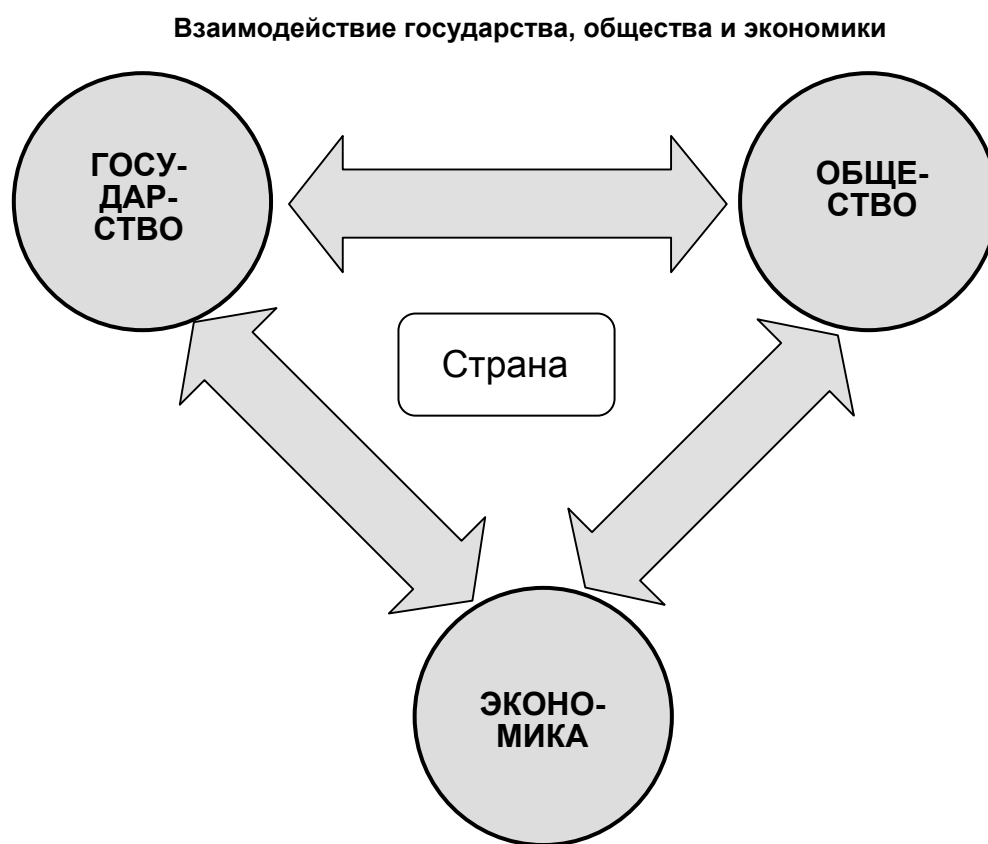 Взаимодействие государства, общества и экономики
ГОСУ-
ДАР-
СТВО
ОБЩЕ-
СТВО
Страна
ЭКОНО-
МИКА